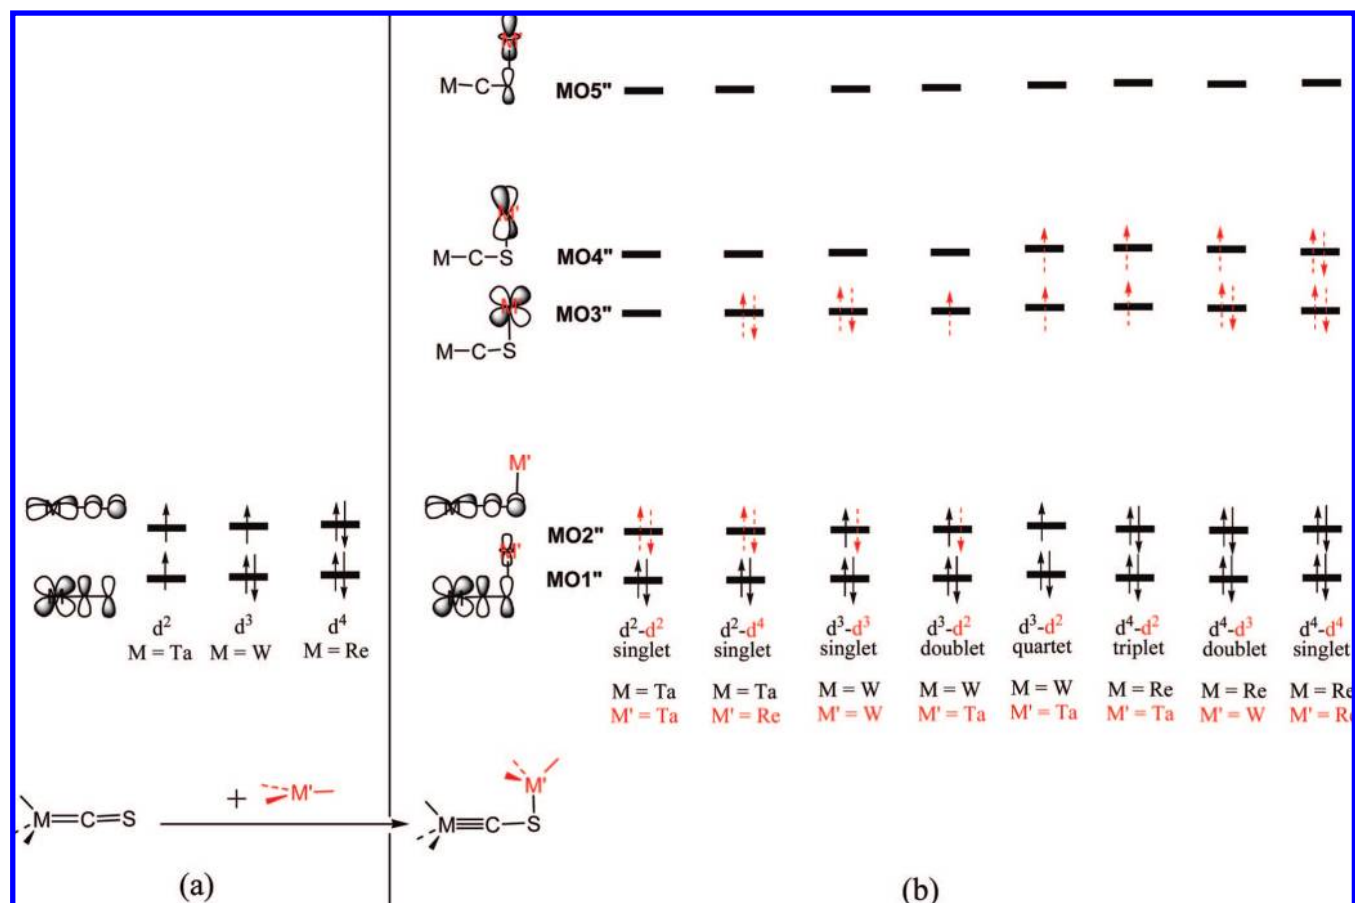 M'
M-C-
MO5"
M'
M-C-S
MO4"
M'
MO3"
M-C-S
M'
M
MO2"
M'
MO1"
M
d² d³ d⁴
M = Ta M = W M = Re
d²-d² d²-d⁴ d³-d³ d³-d² d³-d² d⁴-d² d⁴-d³ d⁴-d⁴
singlet singlet singlet doublet quartet triplet doublet singlet
M = Ta M = Ta M = W M = W M = W M = Re M = Re M = Re
M' = Ta M' = Re M' = W M' = Ta M' = Ta M' = Ta M' = W M' = Re
M=C=S + M' M≡C-S M'
(a) (b)